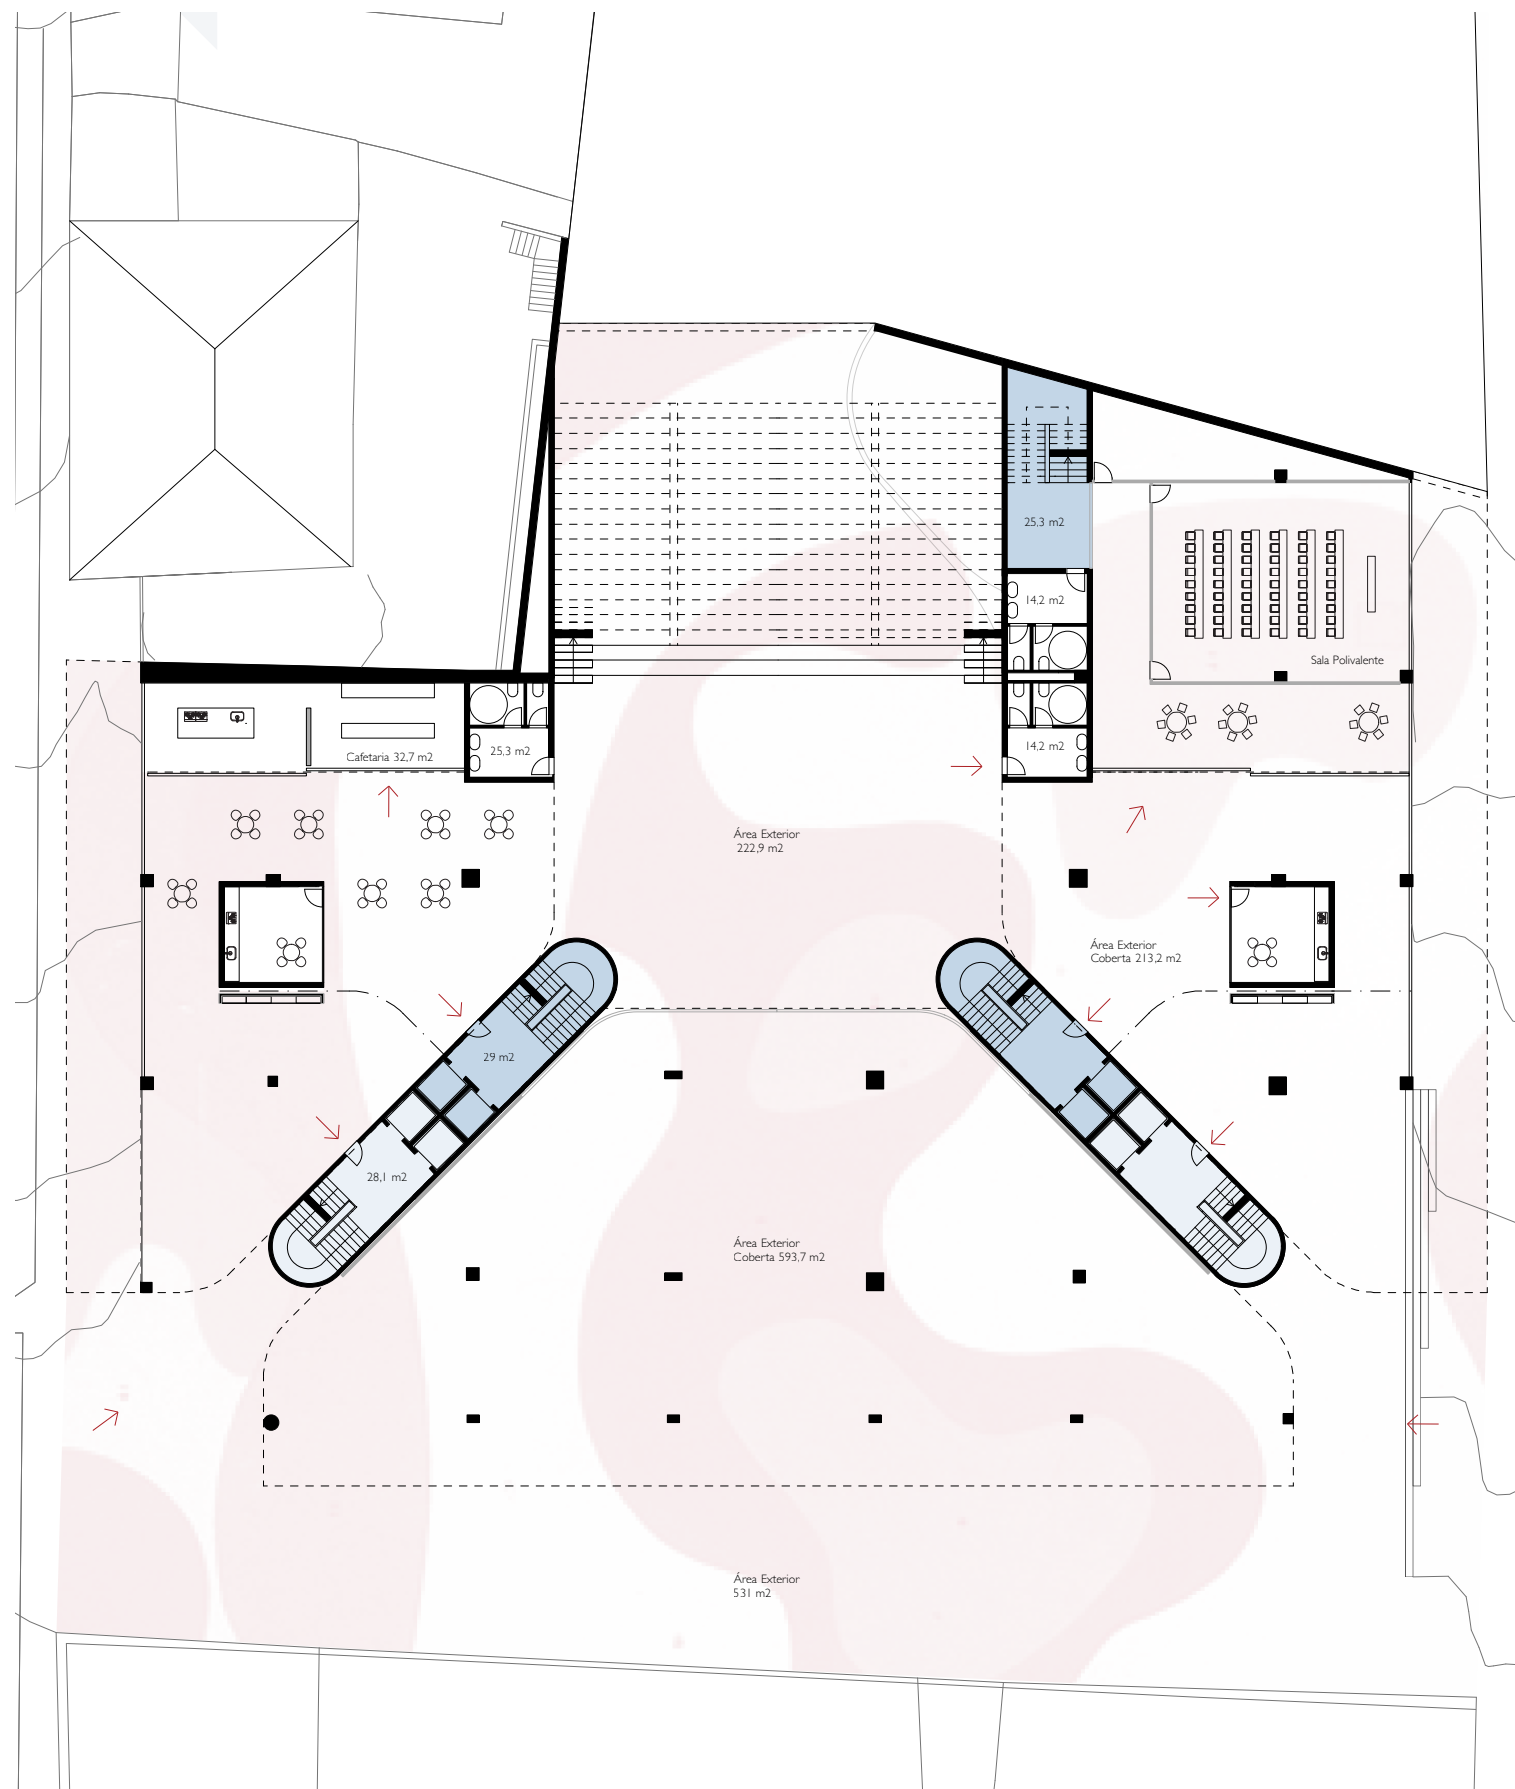 25,3 m2
14,2 m2
Sala Polivalente
Cafetaria 32,7 m2
25,3 m2
14,2 m2
Área Exterior
222,9 m2
Área Exterior
Coberta 213,2 m2
29 m2
28,1 m2
Área Exterior
Coberta 593,7 m2
Área Exterior
531 m2